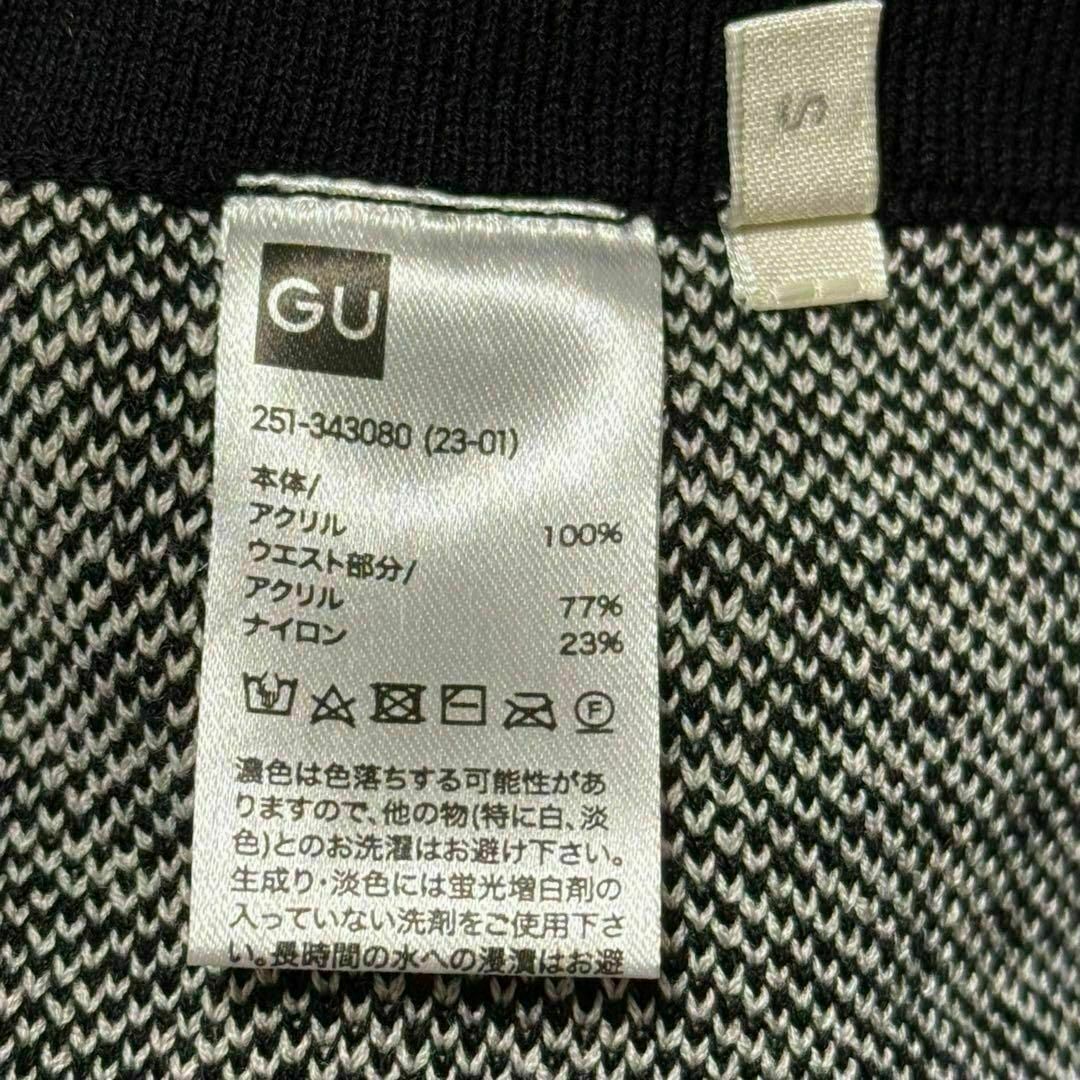 S
GU
251-343080 (23-01)
本体/
アクリル 100%
ウエスト部分/
アクリル 77%
ナイロン 23%
F
濃色は色落ちする可能性があ
りますので、他の物(特に白、淡
色)とのお洗濯はお避け下さい。
生成り・淡色には蛍光増白剤の
入っていない洗剤をご使用下さ
い。長時間の水への浸漬はお避